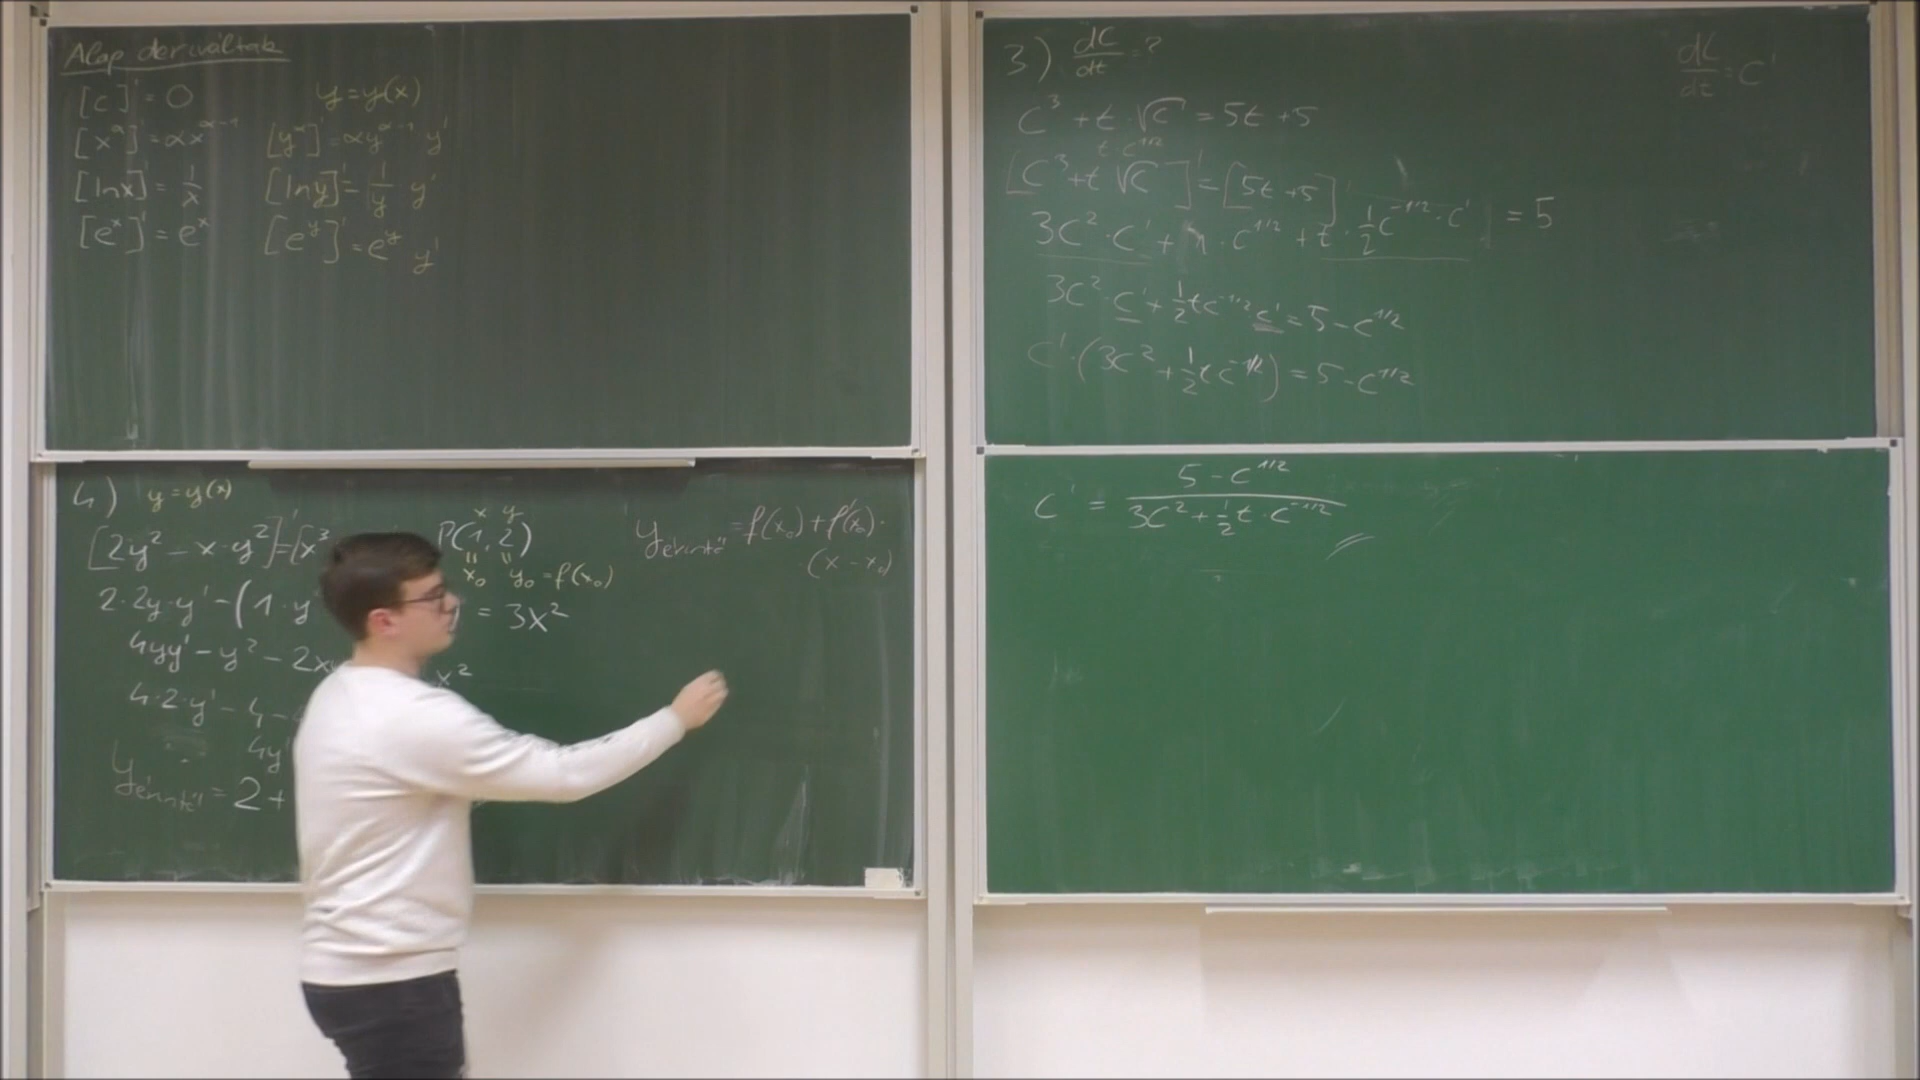 Alap deriváltak
[c]' = 0 y = y(x)
[x^α]' = αx^{α-1} [y^α]' = αy^{α-1} y'
[lnx]' = 1/x [lny]' = 1/y · y'
[e^x]' = e^x [e^y]' = e^y y'
4) y = y(x)
[2y² - x·y²]' = [x³ P(1, 2) x y
x₀ y₀ = f(x₀)
y_érintő = f(x₀) + f'(x₀) ·
· (x - x₀)
2·2y·y' - (1·y = 3x²
4yy' - y² - 2x x²
4·2·y' - 4 -
4y'
y_érintő = 2 +
3) dC/dt = ? dC/dt = C'
C³ + t · √C = 5t + 5
t · C^{1/2}
[C³ + t √C]' = [5t + 5]'
3C² · C' + 1 · C^{1/2} + t · 1/2 C^{-1/2} · C' = 5
3C² · C' + 1/2 t C^{-1/2} C' = 5 - C^{1/2}
C' · (3C² + 1/2 t C^{-1/2}) = 5 - C^{1/2}
C' = (5 - C^{1/2}) / (3C² + 1/2 t · C^{-1/2})